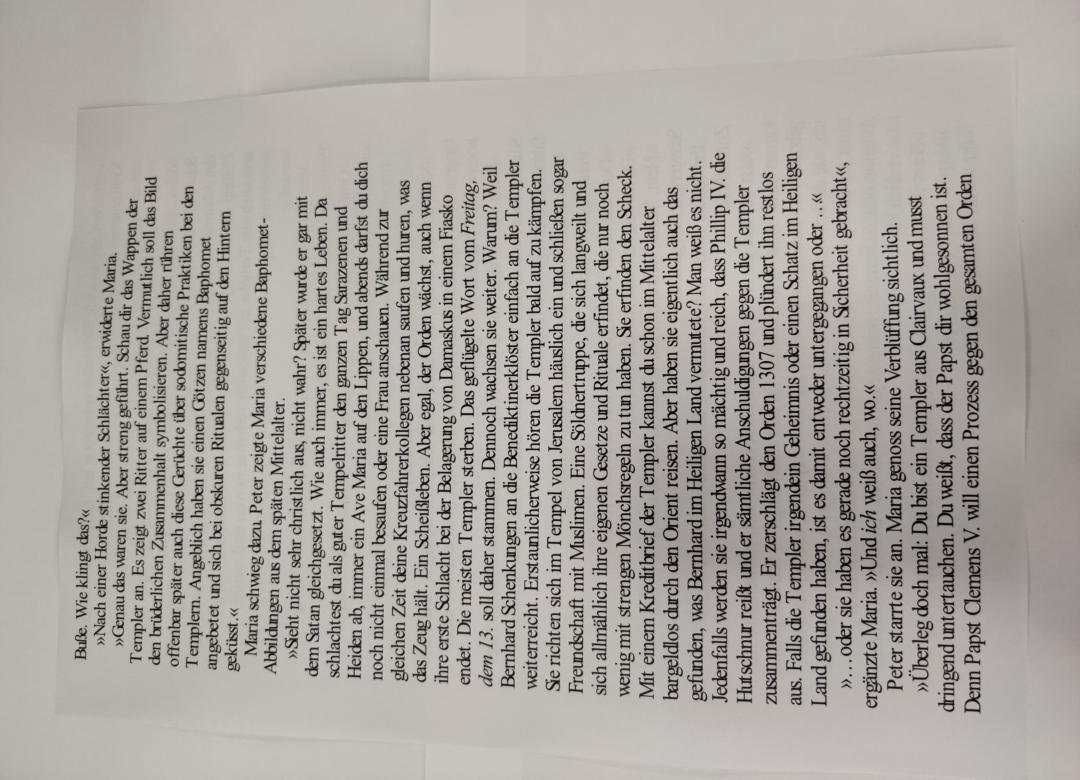 Buße. Wie klingt das?«
»Nach einer Horde stinkender Schlächter«, erwidert Maria.
»Genau das waren sie. Aber streng geführt. Schau dir das Wappen der
Templer an. Es zeigt zwei Ritter auf einem Pferd. Vermutlich soll das Bild
den brüderlichen Zusammenhalt symbolisieren. Aber daher rühren
offenbar später auch diese Gerüchte über sodomitische Praktiken bei den
Templern. Angeblich haben sie einen Götzen namens Baphomet
angebetet und sich bei obskuren Ritualen gegenseitig auf den Hintern
geküsst.«
Maria schwieg dazu. Peter zeigte Maria verschiedene Baphomet-
Abbildungen aus dem späten Mittelalter.
»Sieht nicht sehr christlich aus, nicht wahr? Später wurde er gar mit
dem Satan gleichgesetzt. Wie auch immer, es ist ein hartes Leben. Da
schlachtest du als guter Tempelritter den ganzen Tag Sarazenen und
Heiden ab, immer ein Ave Maria auf den Lippen, und abends darfst du dich
noch nicht einmal besaufen oder eine Frau anschauen. Während zur
gleichen Zeit deine Kreuzfahrerkollegen nebenan saufen und huren, was
das Zeug hält. Ein Scheißleben. Aber egal, der Orden wächst, auch wenn
ihre erste Schlacht bei der Belagerung von Damaskus in einem Fiasko
endet. Die meisten Templer sterben. Das geflügelte Wort vom Freitag,
dem 13. soll daher stammen. Dennoch wachsen sie weiter. Warum? Weil
Bernhard Schenkungen an die Benediktinerklöster einfach an die Templer
weiterreicht. Erstaunlicherweise hören die Templer bald auf zu kämpfen.
Sie richten sich im Tempel von Jerusalem häuslich ein und schließen sogar
Freundschaft mit Muslimen. Eine Söldnertruppe, die sich langweilt und
sich allmählich ihre eigenen Gesetze und Rituale erfindet, die nur noch
wenig mit strengen Mönchsregeln zu tun haben. Sie erfinden den Scheck.
Mit einem Kreditbrief der Templer kannst du schon im Mittelalter
bargeldlos durch den Orient reisen. Aber haben sie eigentlich auch das
gefunden, was Bernhard im Heiligen Land vermutete? Man weiß es nicht.
Jedenfalls werden sie irgendwann so mächtig und reich, dass Phillip IV. die
Hutschnur reißt und er sämtliche Anschuldigungen gegen die Templer
zusammenträgt. Er zerschlägt den Orden 1307 und plündert ihn restlos
aus. Falls die Templer irgendein Geheimnis oder einen Schatz im Heiligen
Land gefunden haben, ist es damit entweder untergegangen oder …«
»… oder sie haben es gerade noch rechtzeitig in Sicherheit gebracht«,
ergänzte Maria. »Und ich weiß auch, wo.«
Peter starrte sie an. Maria genoss seine Verblüffung sichtlich.
»Überleg doch mal: Du bist ein Templer aus Clairvaux und musst
dringend untertauchen. Du weißt, dass der Papst dir wohlgesonnen ist.
Denn Papst Clemens V. will einen Prozess gegen den gesamten Orden